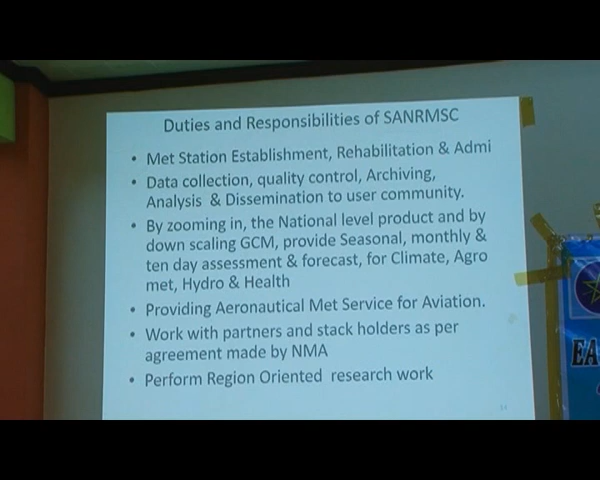 Duties and Responsibilities of SANRMSC
• Met Station Establishment, Rehabilitation & Admi
• Data collection, quality control, Archiving,
Analysis & Dissemination to user community.
• By zooming in, the National level product and by
down scaling GCM, provide Seasonal, monthly &
ten day assessment & forecast, for Climate, Agro
met, Hydro & Health
• Providing Aeronautical Met Service for Aviation.
• Work with partners and stack holders as per
agreement made by NMA
• Perform Region Oriented research work
14
EA